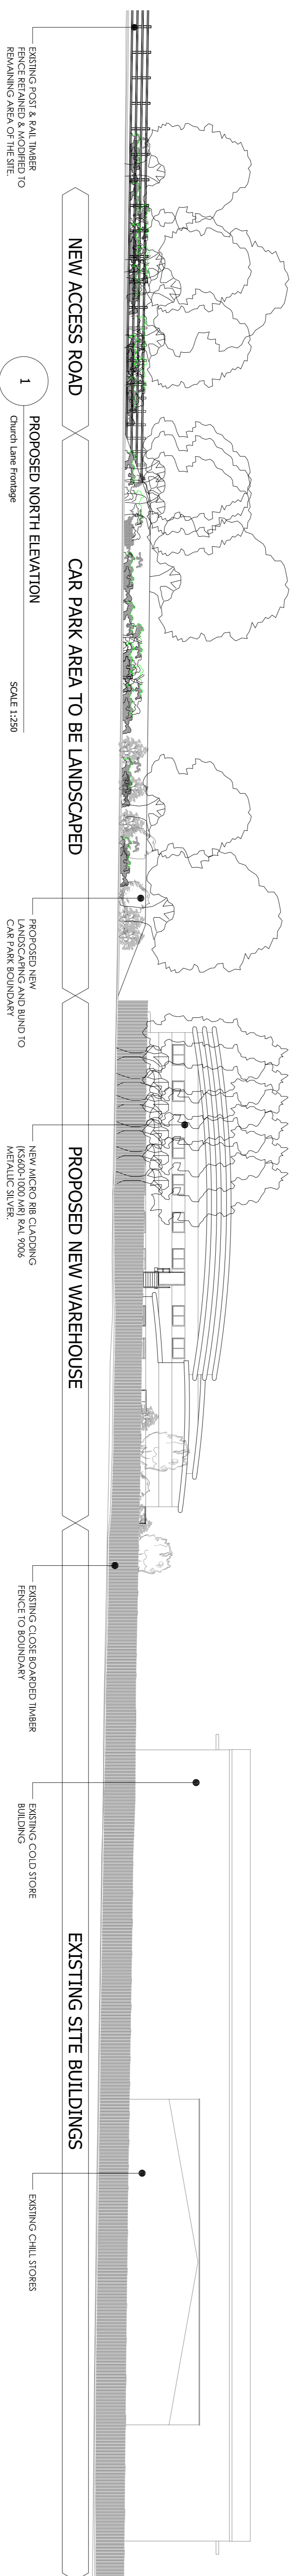 NEW ACCESS ROAD
CAR PARK AREA TO BE LANDSCAPED
PROPOSED NEW WAREHOUSE
EXISTING SITE BUILDINGS
EXISTING POST & RAIL TIMBER
FENCE RETAINED & MODIFIED TO
REMAINING AREA OF THE SITE.
1
PROPOSED NORTH ELEVATION
Church Lane Frontage
SCALE 1:250
PROPOSED NEW
LANDSCAPING AND BUND TO
CAR PARK BOUNDARY
NEW MICRO RIB CLADDING
(KS600-1000 MR) RAL 9006
METALLIC SILVER.
EXISTING CLOSE BOARDED TIMBER
FENCE TO BOUNDARY
EXISTING COLD STORE
BUILDING
EXISTING CHILL STORES